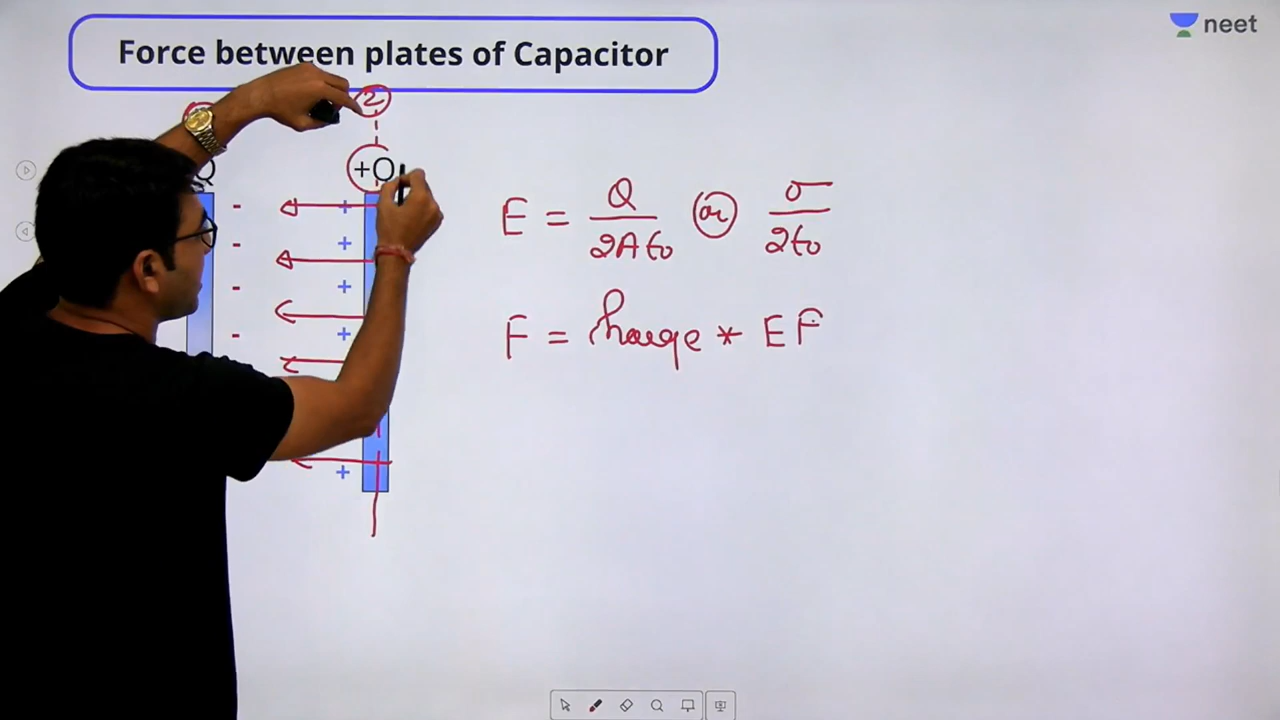 Force between plates of Capacitor
neet
2
Q
+Q
E = Q / 2Aε₀ or σ / 2ε₀
F = charge * EF
- +
- +
- +
- +
+